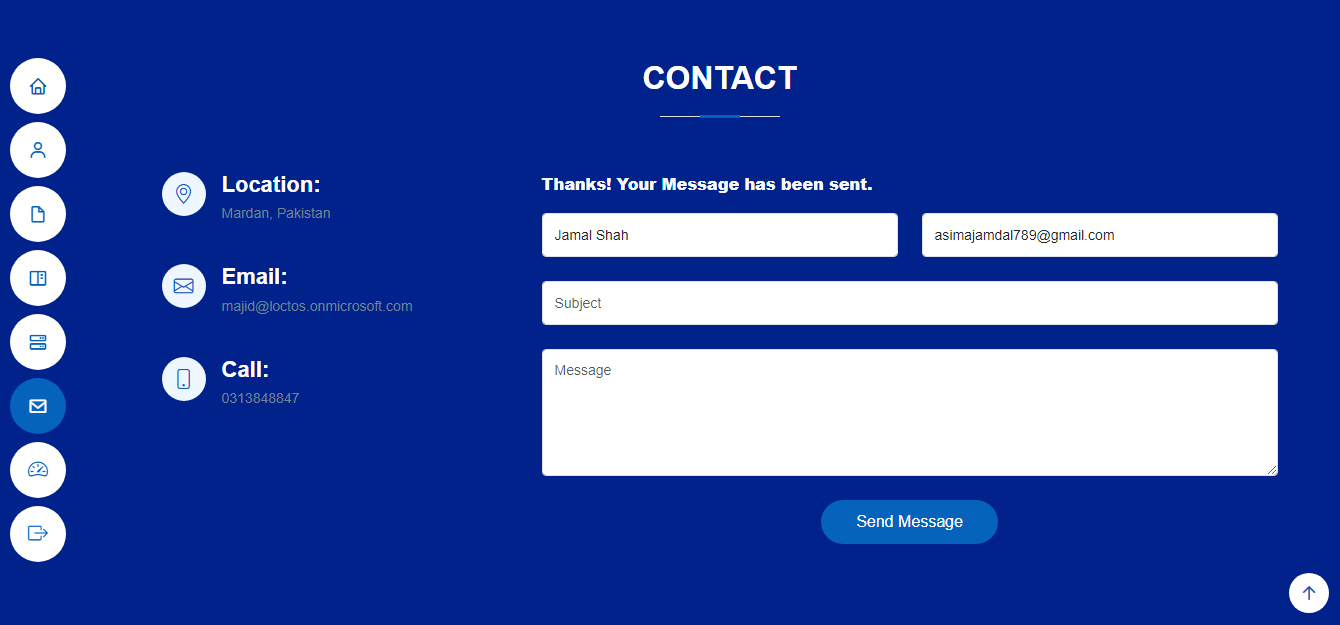 CONTACT
Location:
Mardan, Pakistan
Email:
majid@loctos.onmicrosoft.com
Call:
0313848847
Thanks! Your Message has been sent.
Jamal Shah
asimajamdal789@gmail.com
Subject
Message
Send Message